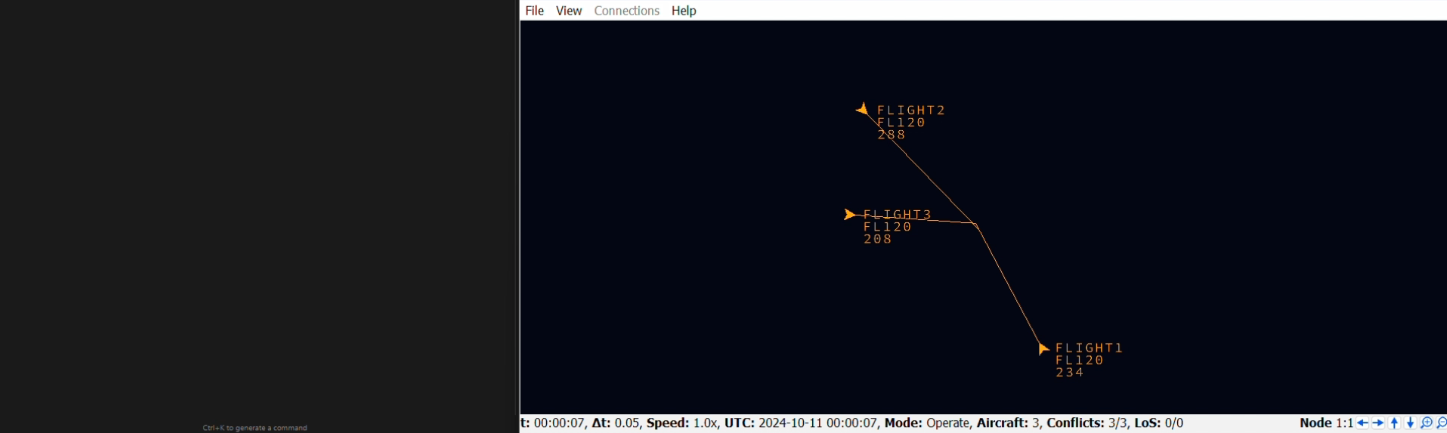 File View Connections Help
FLIGHT2
FL120
288
FLIGHT3
FL120
208
FLIGHT1
FL120
234
Ctrl+K to generate a command
t: 00:00:07, Δt: 0.05, Speed: 1.0x, UTC: 2024-10-11 00:00:07, Mode: Operate, Aircraft: 3, Conflicts: 3/3, LoS: 0/0 Node 1:1